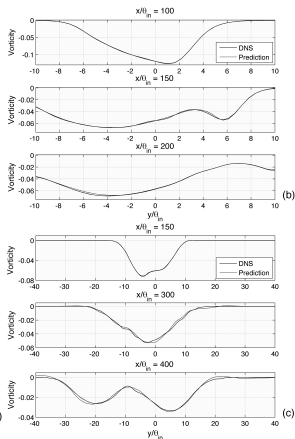 x/θin = 100
Vorticity
0
-0.05
-0.1
DNS
Prediction
-10 -8 -6 -4 -2 0 2 4 6 8 10
x/θin = 150
Vorticity
0
-0.02
-0.04
-0.06
DNS
Prediction
-10 -8 -6 -4 -2 0 2 4 6 8 10
x/θin = 200
Vorticity
0
-0.02
-0.04
-0.06
-10 -8 -6 -4 -2 0 2 4 6 8 10
y/θin
(b)
x/θin = 150
Vorticity
0
-0.04
-0.08
DNS
Prediction
-40 -30 -20 -10 0 10 20 30 40
x/θin = 300
Vorticity
0
-0.02
-0.04
-0.06
-40 -30 -20 -10 0 10 20 30 40
x/θin = 400
Vorticity
0
-0.02
-0.04
-40 -30 -20 -10 0 10 20 30 40
y/θin
)
(c)